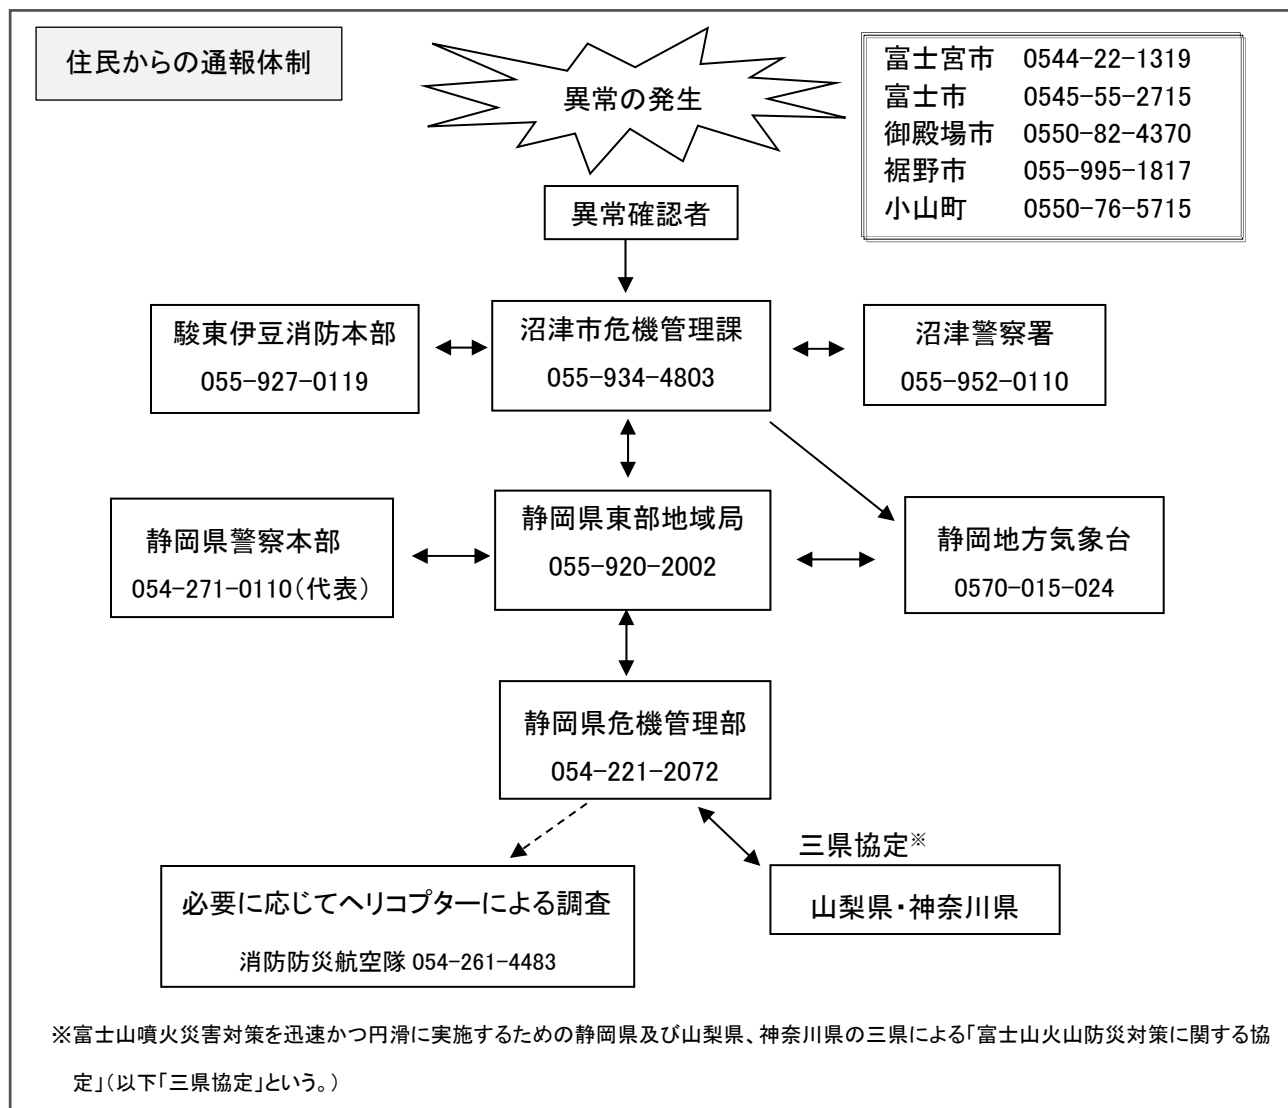 住民からの通報体制
異常の発生
富士宮市 0544-22-1319
富士市 0545-55-2715
御殿場市 0550-82-4370
裾野市 055-995-1817
小山町 0550-76-5715
異常確認者
駿東伊豆消防本部
055-927-0119
沼津市危機管理課
055-934-4803
沼津警察署
055-952-0110
静岡県警察本部
054-271-0110(代表)
静岡県東部地域局
055-920-2002
静岡地方気象台
0570-015-024
静岡県危機管理部
054-221-2072
三県協定※
必要に応じてヘリコプターによる調査
消防防災航空隊 054-261-4483
山梨県・神奈川県
※富士山噴火災害対策を迅速かつ円滑に実施するための静岡県及び山梨県、神奈川県の三県による「富士山火山防災対策に関する協
定」(以下「三県協定」という。)